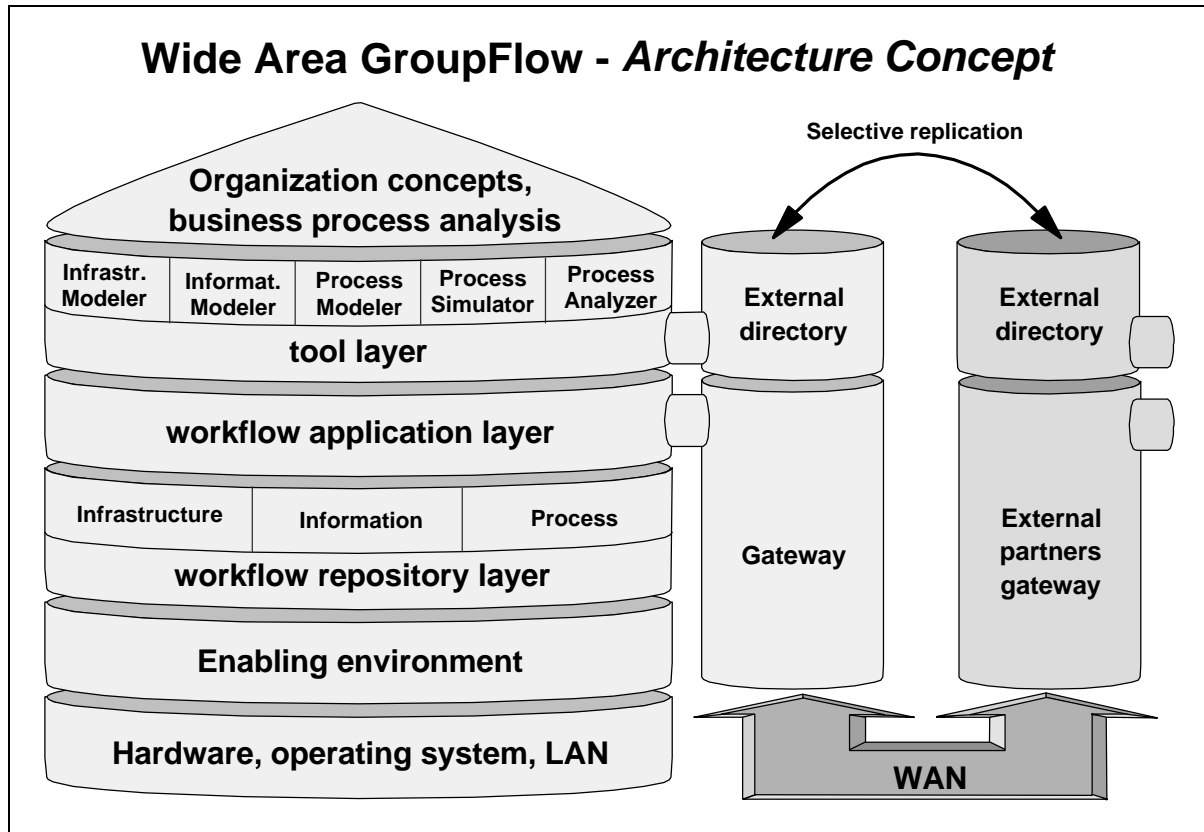 Wide Area GroupFlow - Architecture Concept
Selective replication
Organization concepts,
business process analysis
Infrastr.
Modeler
Informat.
Modeler
Process
Modeler
Process
Simulator
Process
Analyzer
tool layer
workflow application layer
Infrastructure
Information
Process
workflow repository layer
Enabling environment
Hardware, operating system, LAN
External
directory
Gateway
External
directory
External
partners
gateway
WAN